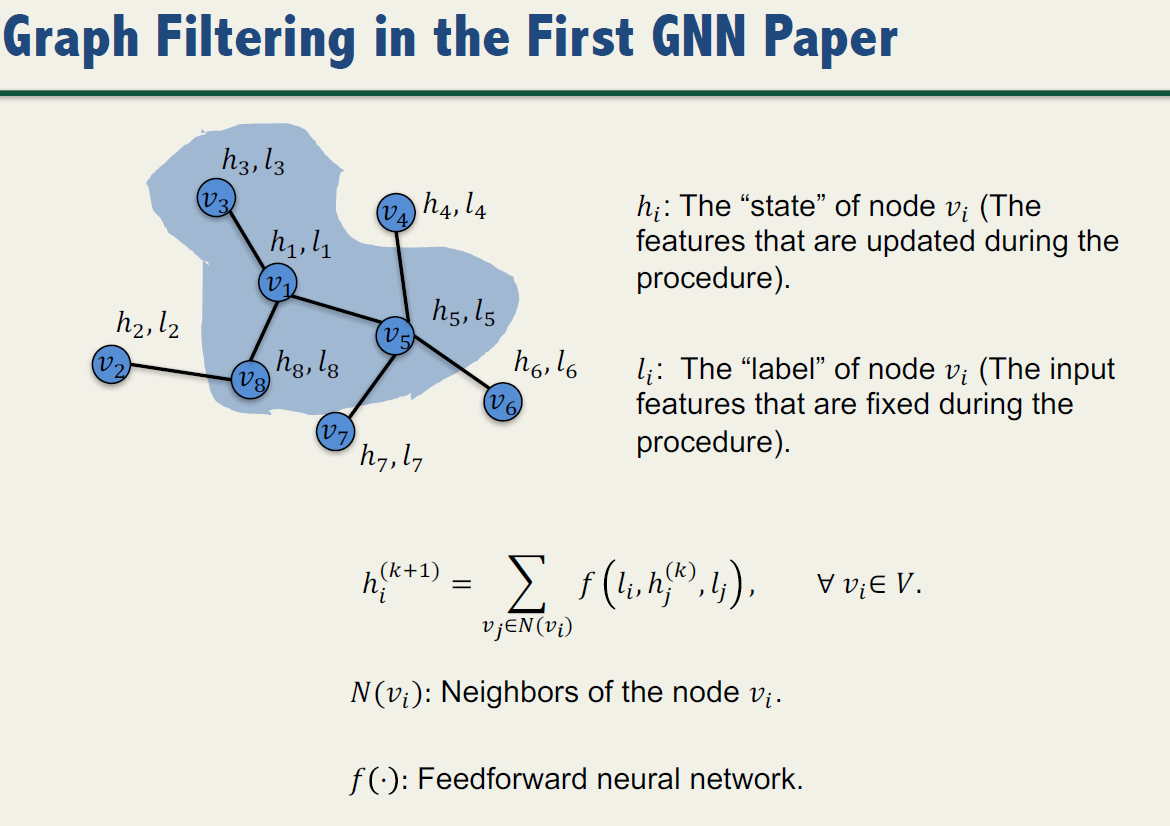 Graph Filtering in the First GNN Paper
h₃, l₃
v₃
h₄, l₄
v₄
h₁, l₁
v₁
h₅, l₅
v₅
h₂, l₂
v₂
h₈, l₈
v₈
h₆, l₆
v₆
v₇
h₇, l₇
hᵢ: The “state” of node vᵢ (The
features that are updated during the
procedure).
lᵢ: The “label” of node vᵢ (The input
features that are fixed during the
procedure).
hᵢ⁽ᵏ⁺¹⁾ = ∑_{vⱼ∈N(vᵢ)} f(lᵢ, hⱼ⁽ᵏ⁾, lⱼ), ∀ vᵢ∈ V.
N(vᵢ): Neighbors of the node vᵢ.
f(·): Feedforward neural network.